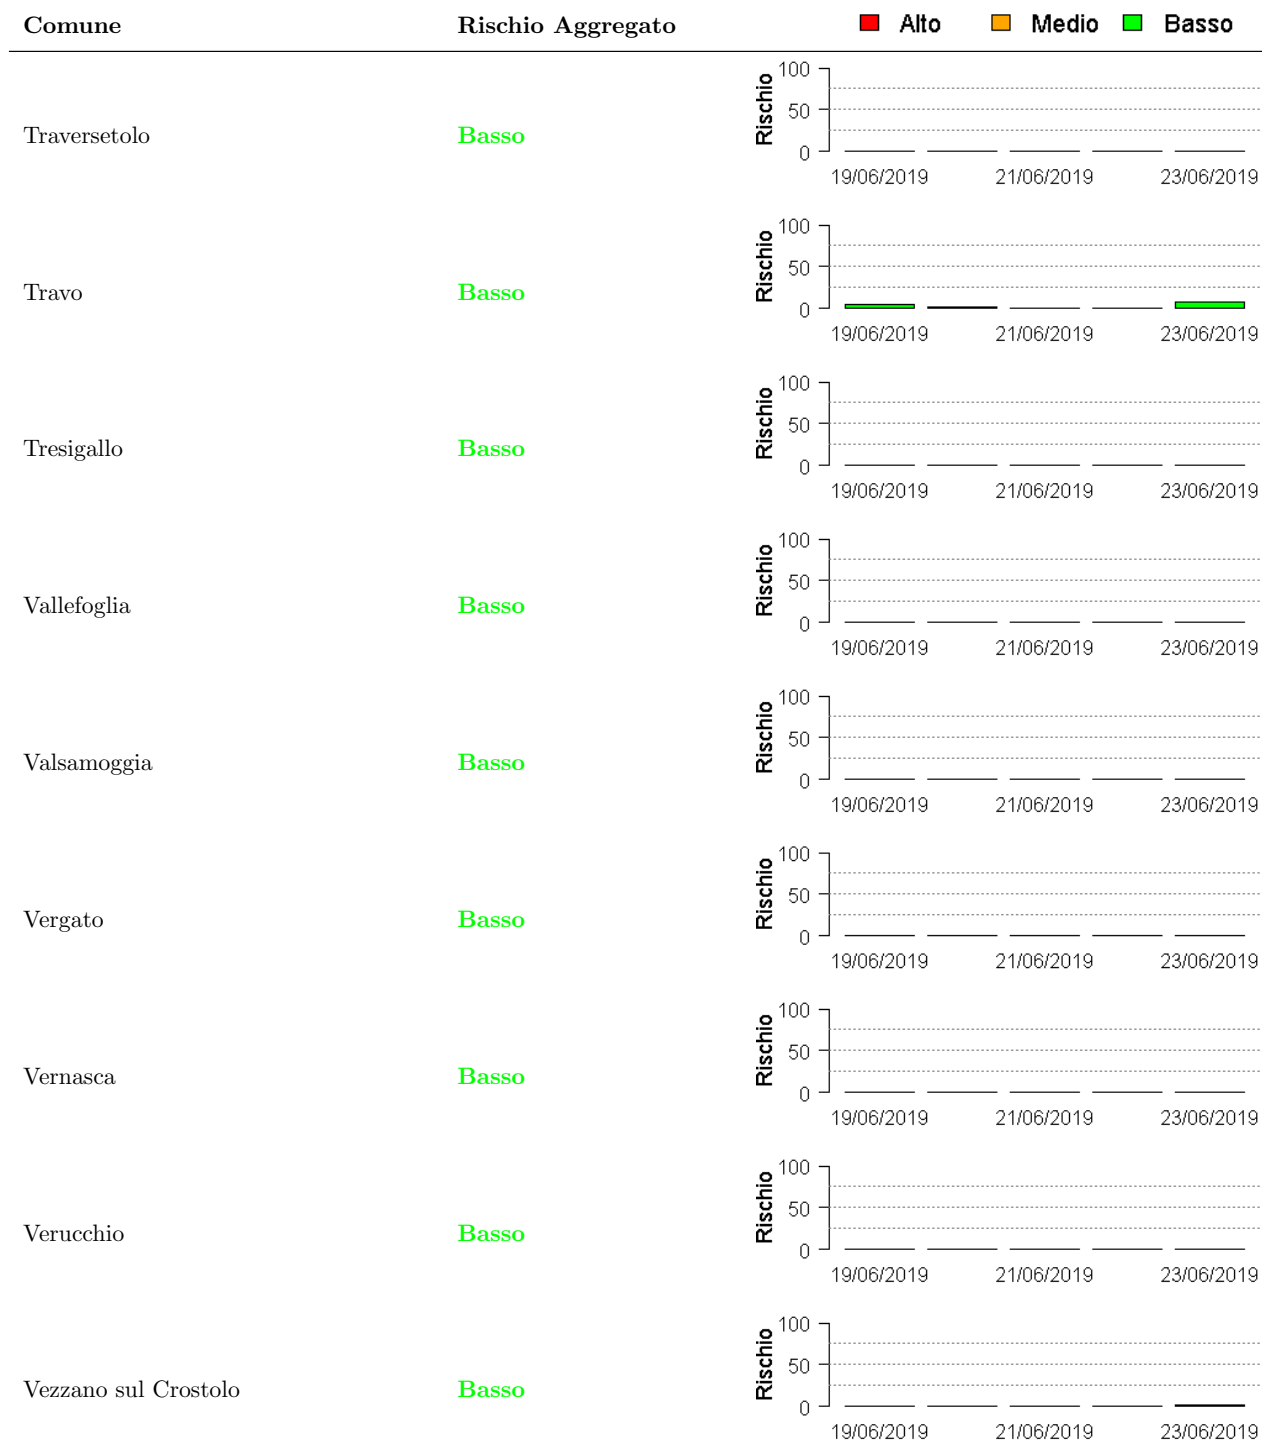 Comune Rischio Aggregato Alto Medio Basso
100
50
0
Rischio
Traversetolo Basso
19/06/2019 21/06/2019 23/06/2019
100
50
0
Rischio
Travo Basso
19/06/2019 21/06/2019 23/06/2019
100
50
0
Rischio
Tresigallo Basso
19/06/2019 21/06/2019 23/06/2019
100
50
0
Rischio
Vallefoglia Basso
19/06/2019 21/06/2019 23/06/2019
100
50
0
Rischio
Valsamoggia Basso
19/06/2019 21/06/2019 23/06/2019
100
50
0
Rischio
Vergato Basso
19/06/2019 21/06/2019 23/06/2019
100
50
0
Rischio
Vernasca Basso
19/06/2019 21/06/2019 23/06/2019
100
50
0
Rischio
Verucchio Basso
19/06/2019 21/06/2019 23/06/2019
100
50
0
Rischio
Vezzano sul Crostolo Basso
19/06/2019 21/06/2019 23/06/2019